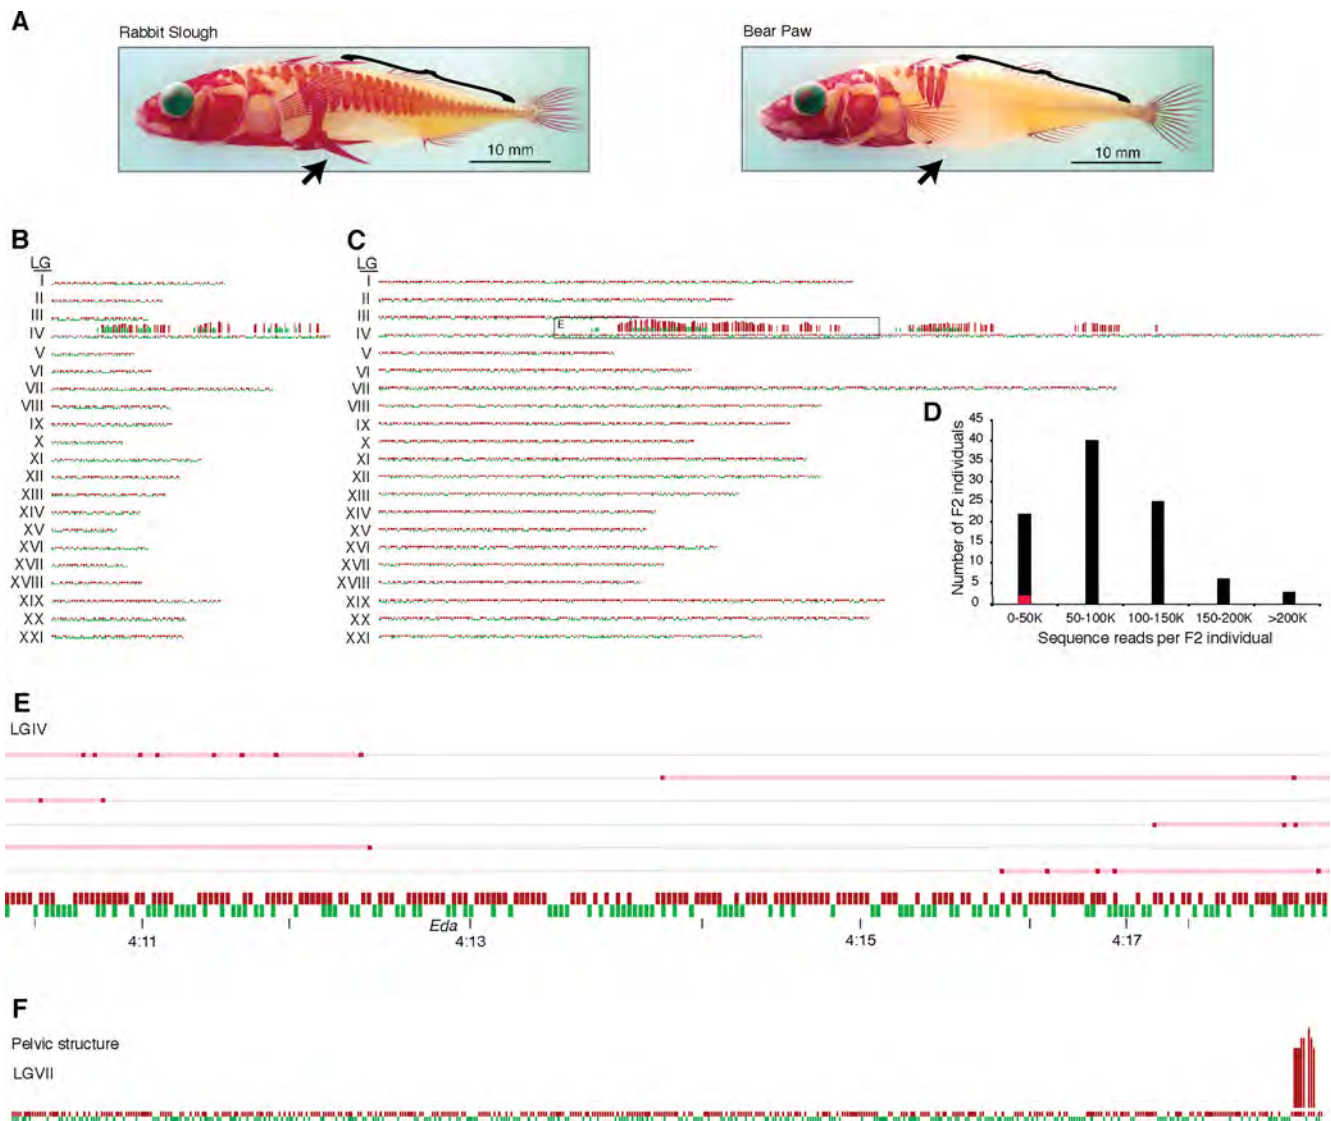 A
Rabbit Slough
Bear Paw
10 mm
10 mm
B
C
LG
I
II
III
IV
V
VI
VII
VIII
IX
X
XI
XII
XIII
XIV
XV
XVI
XVII
XVIII
XIX
XX
XXI
LG
I
II
III
IV
V
VI
VII
VIII
IX
X
XI
XII
XIII
XIV
XV
XVI
XVII
XVIII
XIX
XX
XXI
E
D
Number of F2 individuals
45
40
35
30
25
20
15
10
5
0
0-50K 50-100K 100-150K 150-200K >200K
Sequence reads per F2 individual
E
LGIV
Eda
4:11 4:13 4:15 4:17
F
Pelvic structure
LGVII